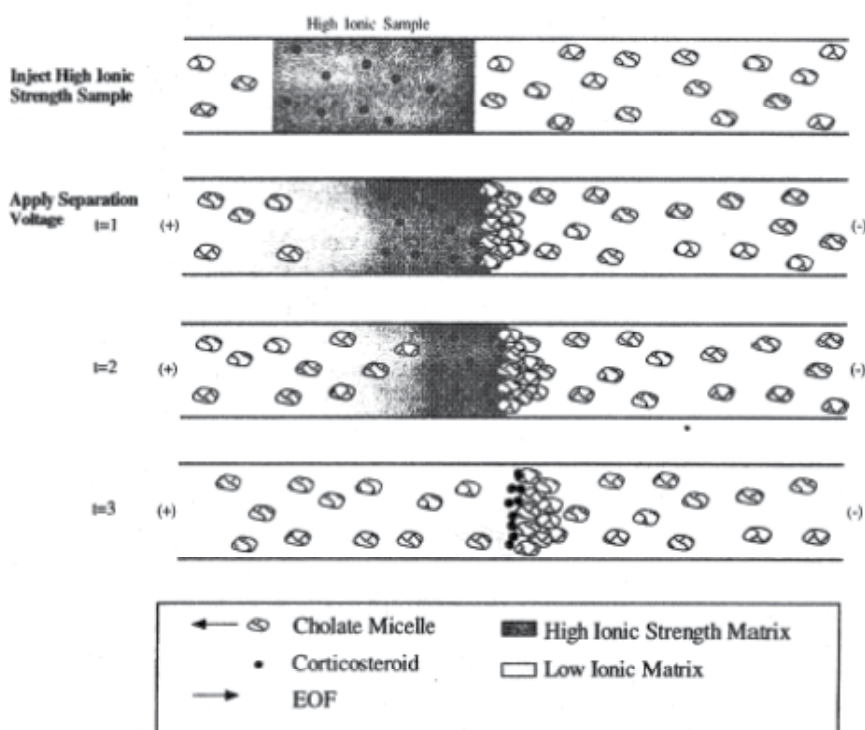 High Ionic Sample
Inject High Ionic
Strength Sample
Apply Separation
Voltage
t=1 (+) (-)
t=2 (+) (-)
t=3 (+) (-)
Cholate Micelle
High Ionic Strength Matrix
Corticosteroid
Low Ionic Matrix
EOF